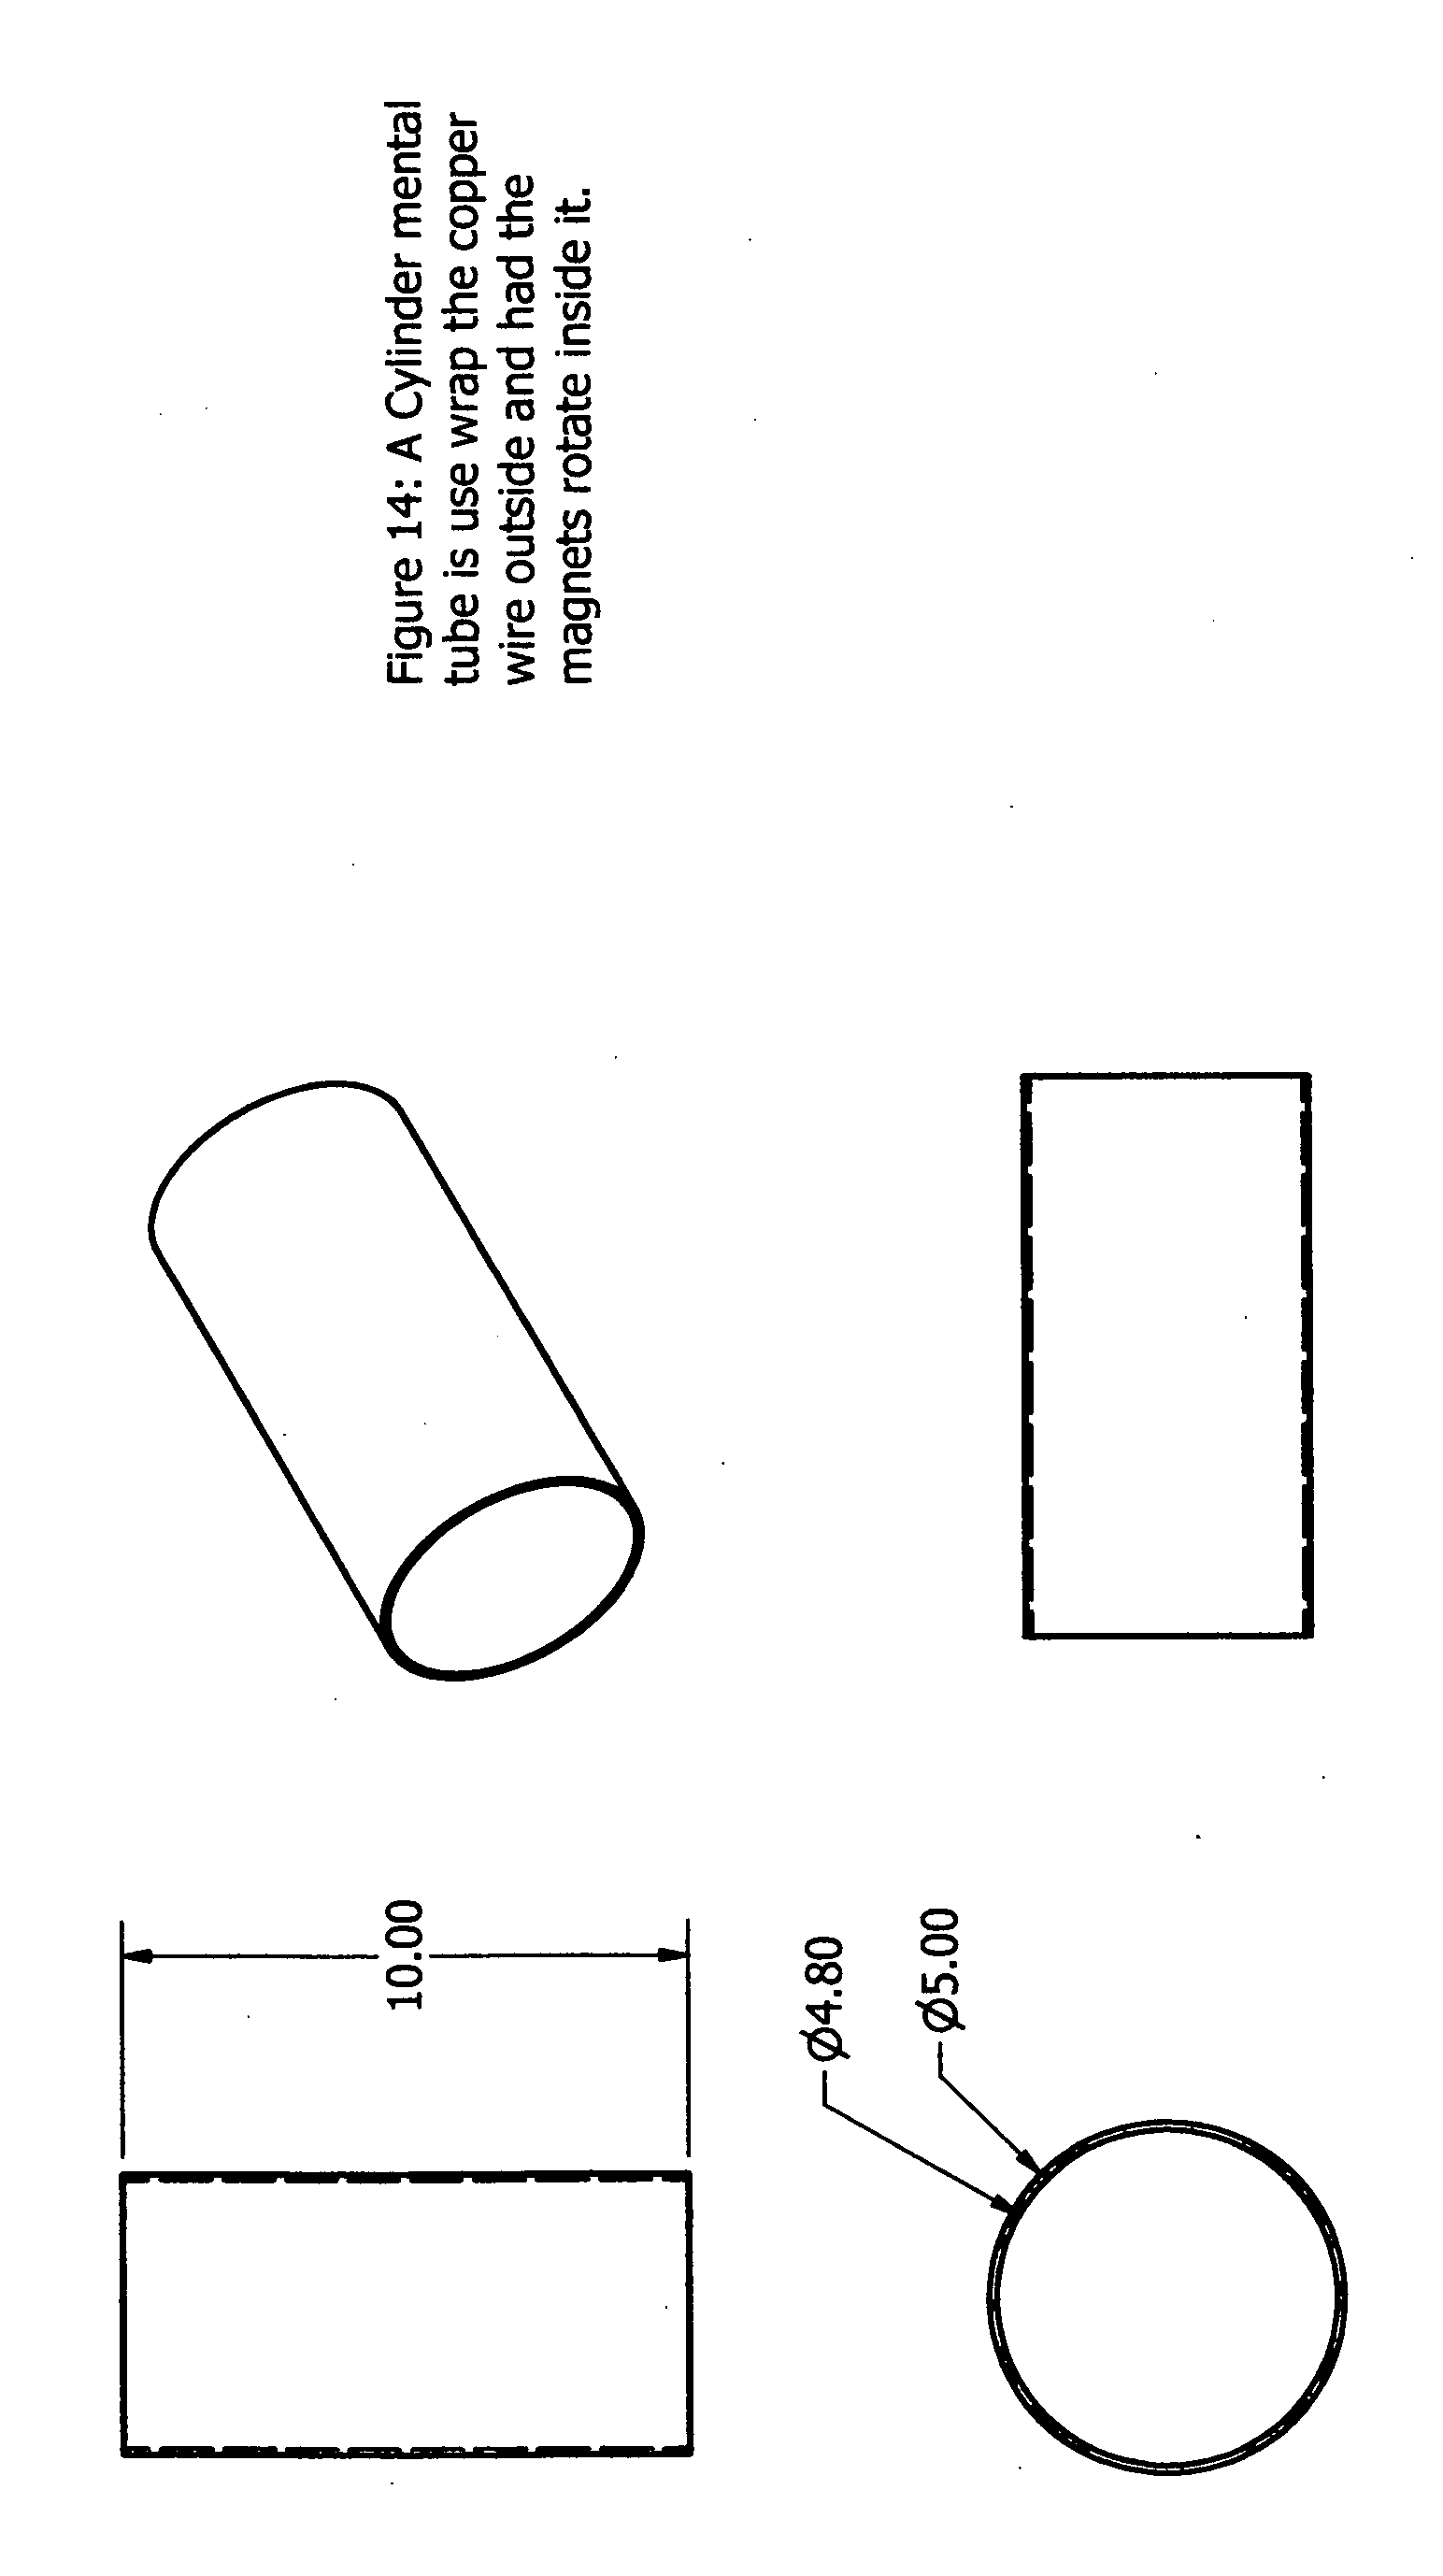 Figure 14: A Cylinder mental
tube is use wrap the copper
wire outside and had the
magnets rotate inside it.
10.00
Ø4.80
Ø5.00